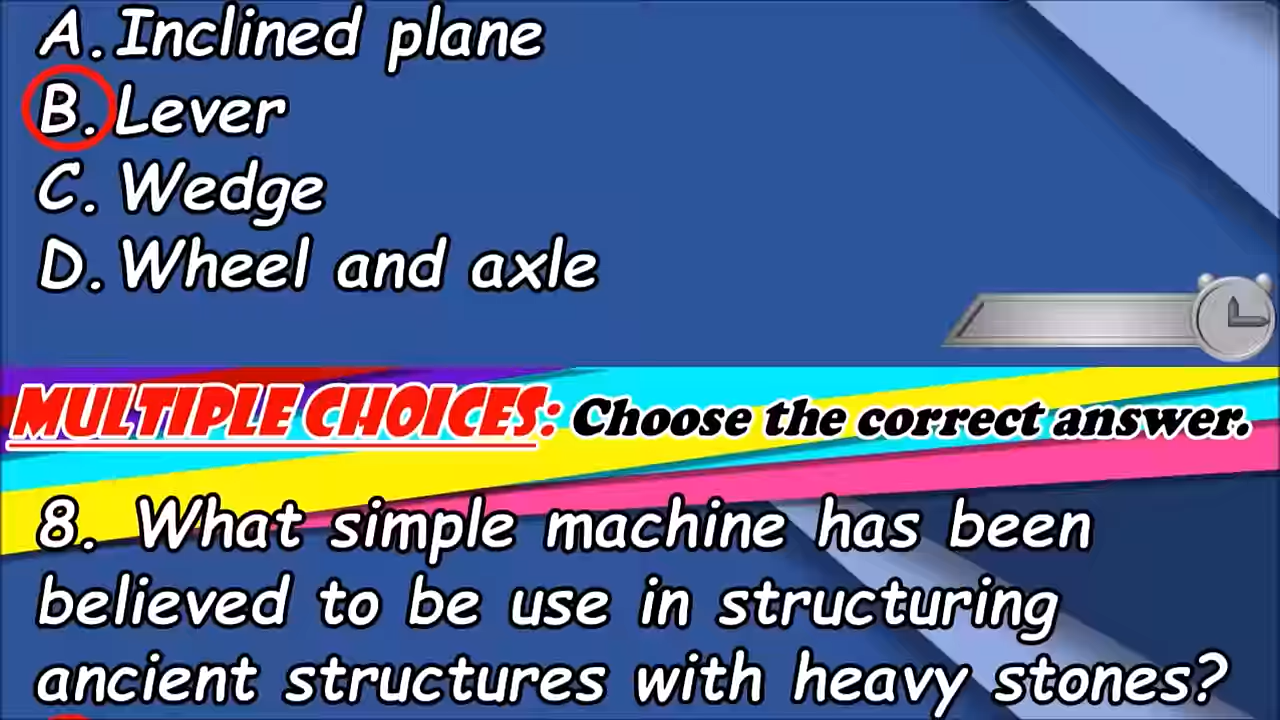 A. Inclined plane
B. Lever
C. Wedge
D. Wheel and axle
MULTIPLE CHOICES: Choose the correct answer.
8. What simple machine has been
believed to be use in structuring
ancient structures with heavy stones?